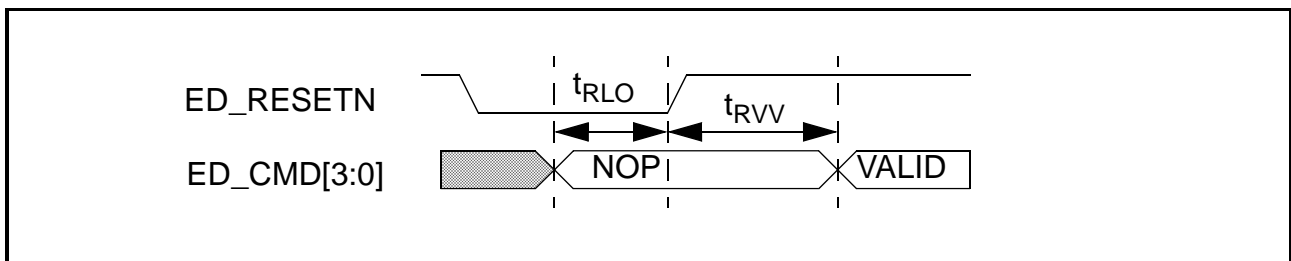 ED_RESETN
tRLO
tRVV
ED_CMD[3:0]
NOP
VALID